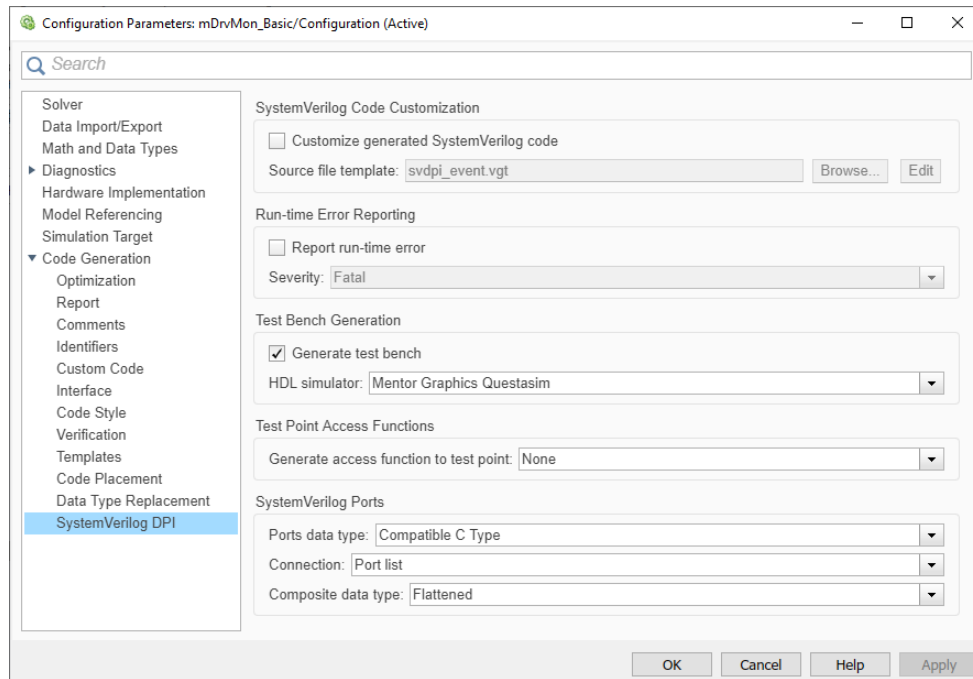 Configuration Parameters: mDrvMon_Basic/Configuration (Active)
Search
Solver
Data Import/Export
Math and Data Types
Diagnostics
Hardware Implementation
Model Referencing
Simulation Target
Code Generation
Optimization
Report
Comments
Identifiers
Custom Code
Interface
Code Style
Verification
Templates
Code Placement
Data Type Replacement
SystemVerilog DPI
SystemVerilog Code Customization
Customize generated SystemVerilog code
Source file template: svdpi_event.vgt Browse... Edit
Run-time Error Reporting
Report run-time error
Severity: Fatal
Test Bench Generation
Generate test bench
HDL simulator: Mentor Graphics Questasim
Test Point Access Functions
Generate access function to test point: None
SystemVerilog Ports
Ports data type: Compatible C Type
Connection: Port list
Composite data type: Flattened
OK Cancel Help Apply